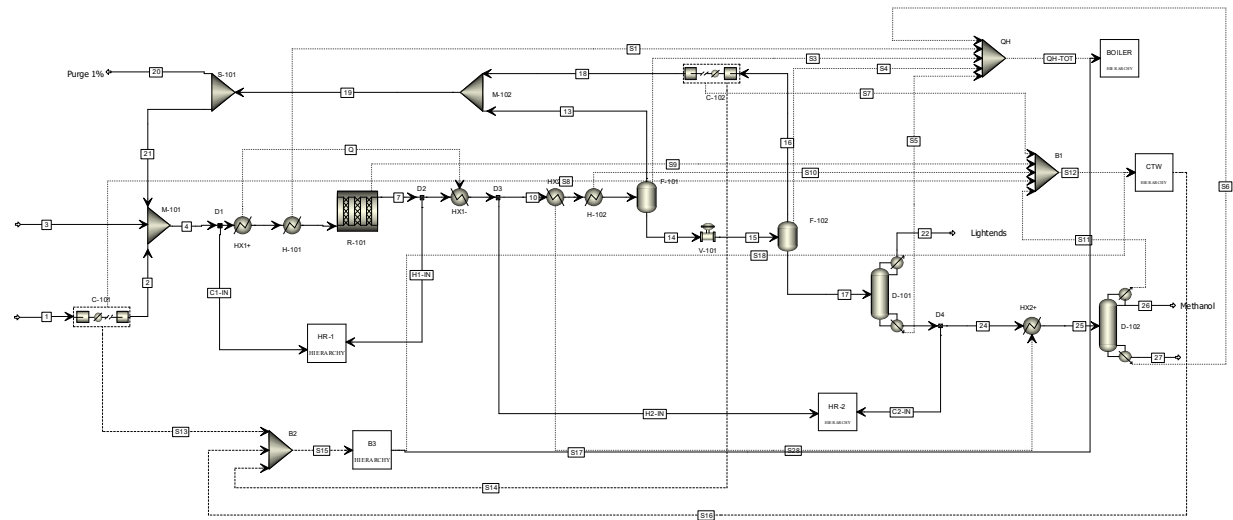 S6
QH
S1
QH-TOT
BOILER
HIERARCHY
S3
S4
Purge 1%
20
S-101
18
C-102
S7
19
M-102
13
S5
16
21
Q
S9
S8
S10
B1
S12
CTW
HIERARCHY
3
M-101
4
D1
HX1+
H-101
R-101
7
D2
HX1-
D3
10
H-102
F-101
14
V-101
15
F-102
S6
S11
22
Lightends
S18
2
C1-IN
H1-IN
C-101
1
17
D-101
D4
24
HX2+
25
D-102
26
Methanol
27
HR-1
HIERARCHY
H2-IN
HR-2
HIERARCHY
C2-IN
S13
B2
S15
B3
HIERARCHY
S17
S28
S14
S16